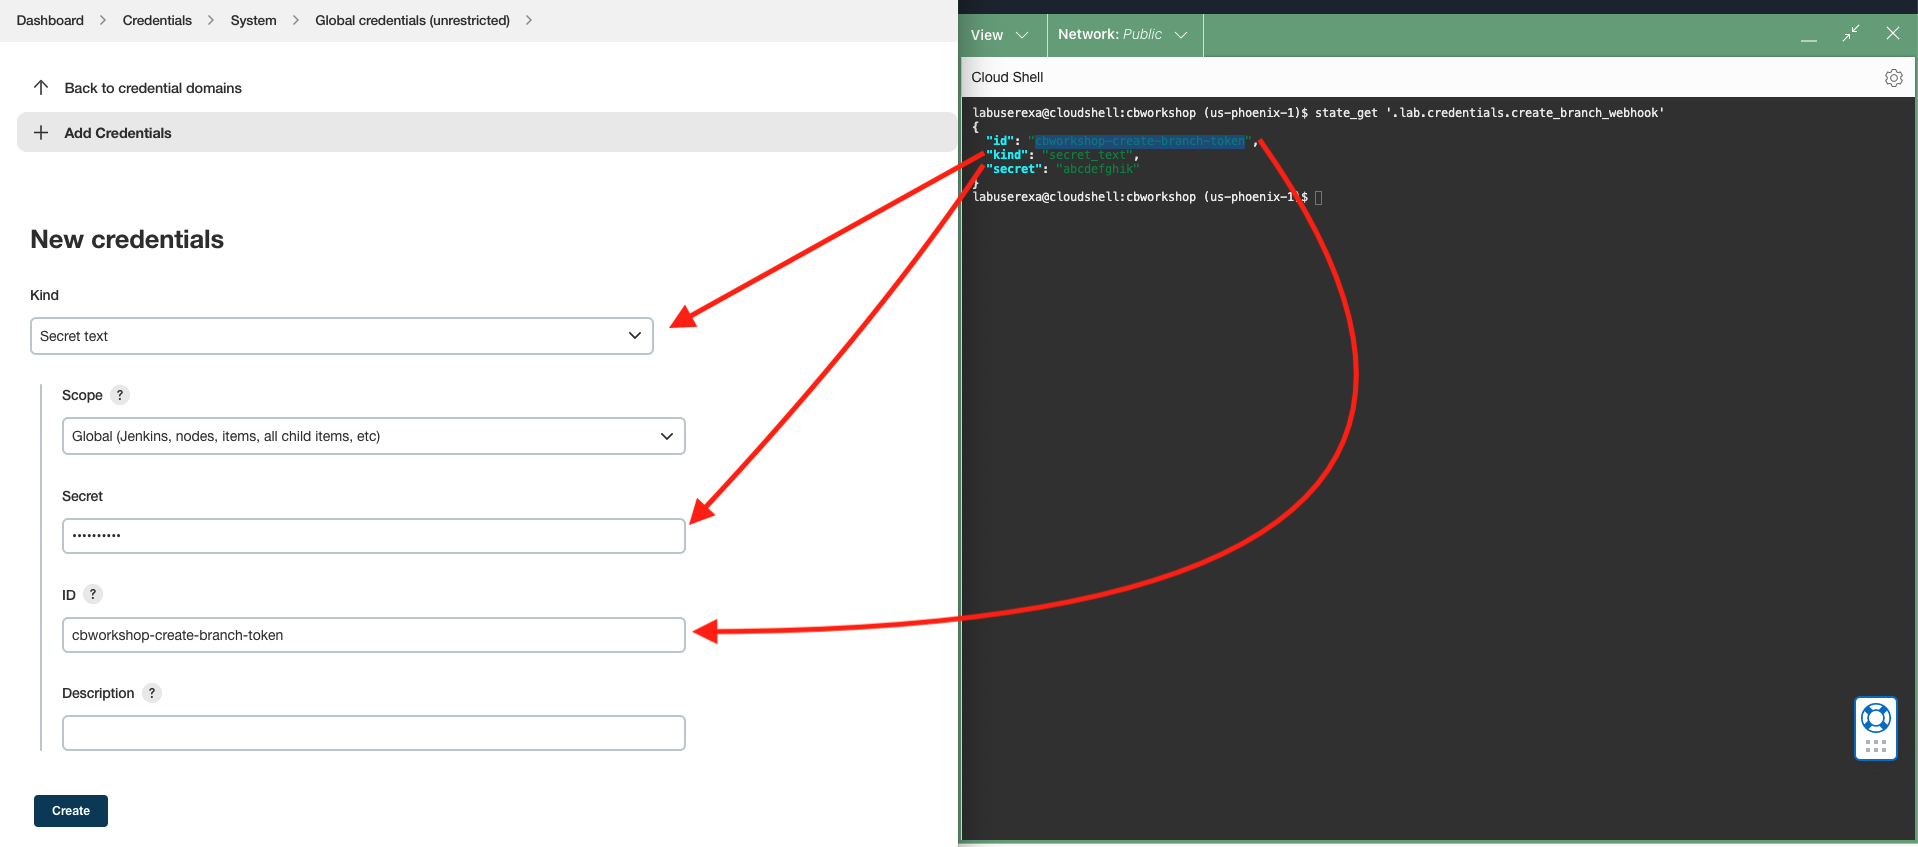 Dashboard > Credentials > System > Global credentials (unrestricted) >
Back to credential domains
Add Credentials
New credentials
Kind
Secret text
Scope ?
Global (Jenkins, nodes, items, all child items, etc)
Secret
••••••••••
ID ?
cbworkshop-create-branch-token
Description ?
Create
View
Network: Public
Cloud Shell
labuserexa@cloudshell:cbworkshop (us-phoenix-1)$ state_get '.lab.credentials.create_branch_webhook'
{
"id": "cbworkshop-create-branch-token",
"kind": "secret_text",
"secret": "abcdefghik"
}
labuserexa@cloudshell:cbworkshop (us-phoenix-1)$